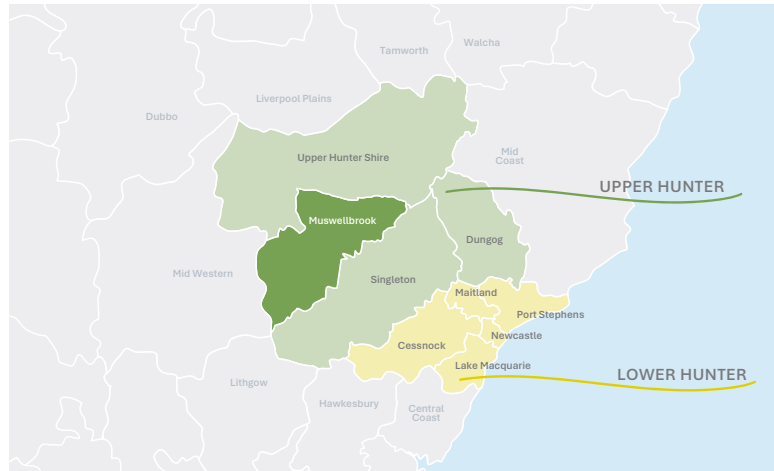 Walcha
Tamworth
Liverpool Plains
Dubbo
Upper Hunter Shire
Mid
Coast
UPPER HUNTER
Muswellbrook
Dungog
Mid Western
Singleton
Maitland
Port Stephens
Newcastle
Cessnock
Lake Macquarie
LOWER HUNTER
Lithgow
Hawkesbury
Central
Coast